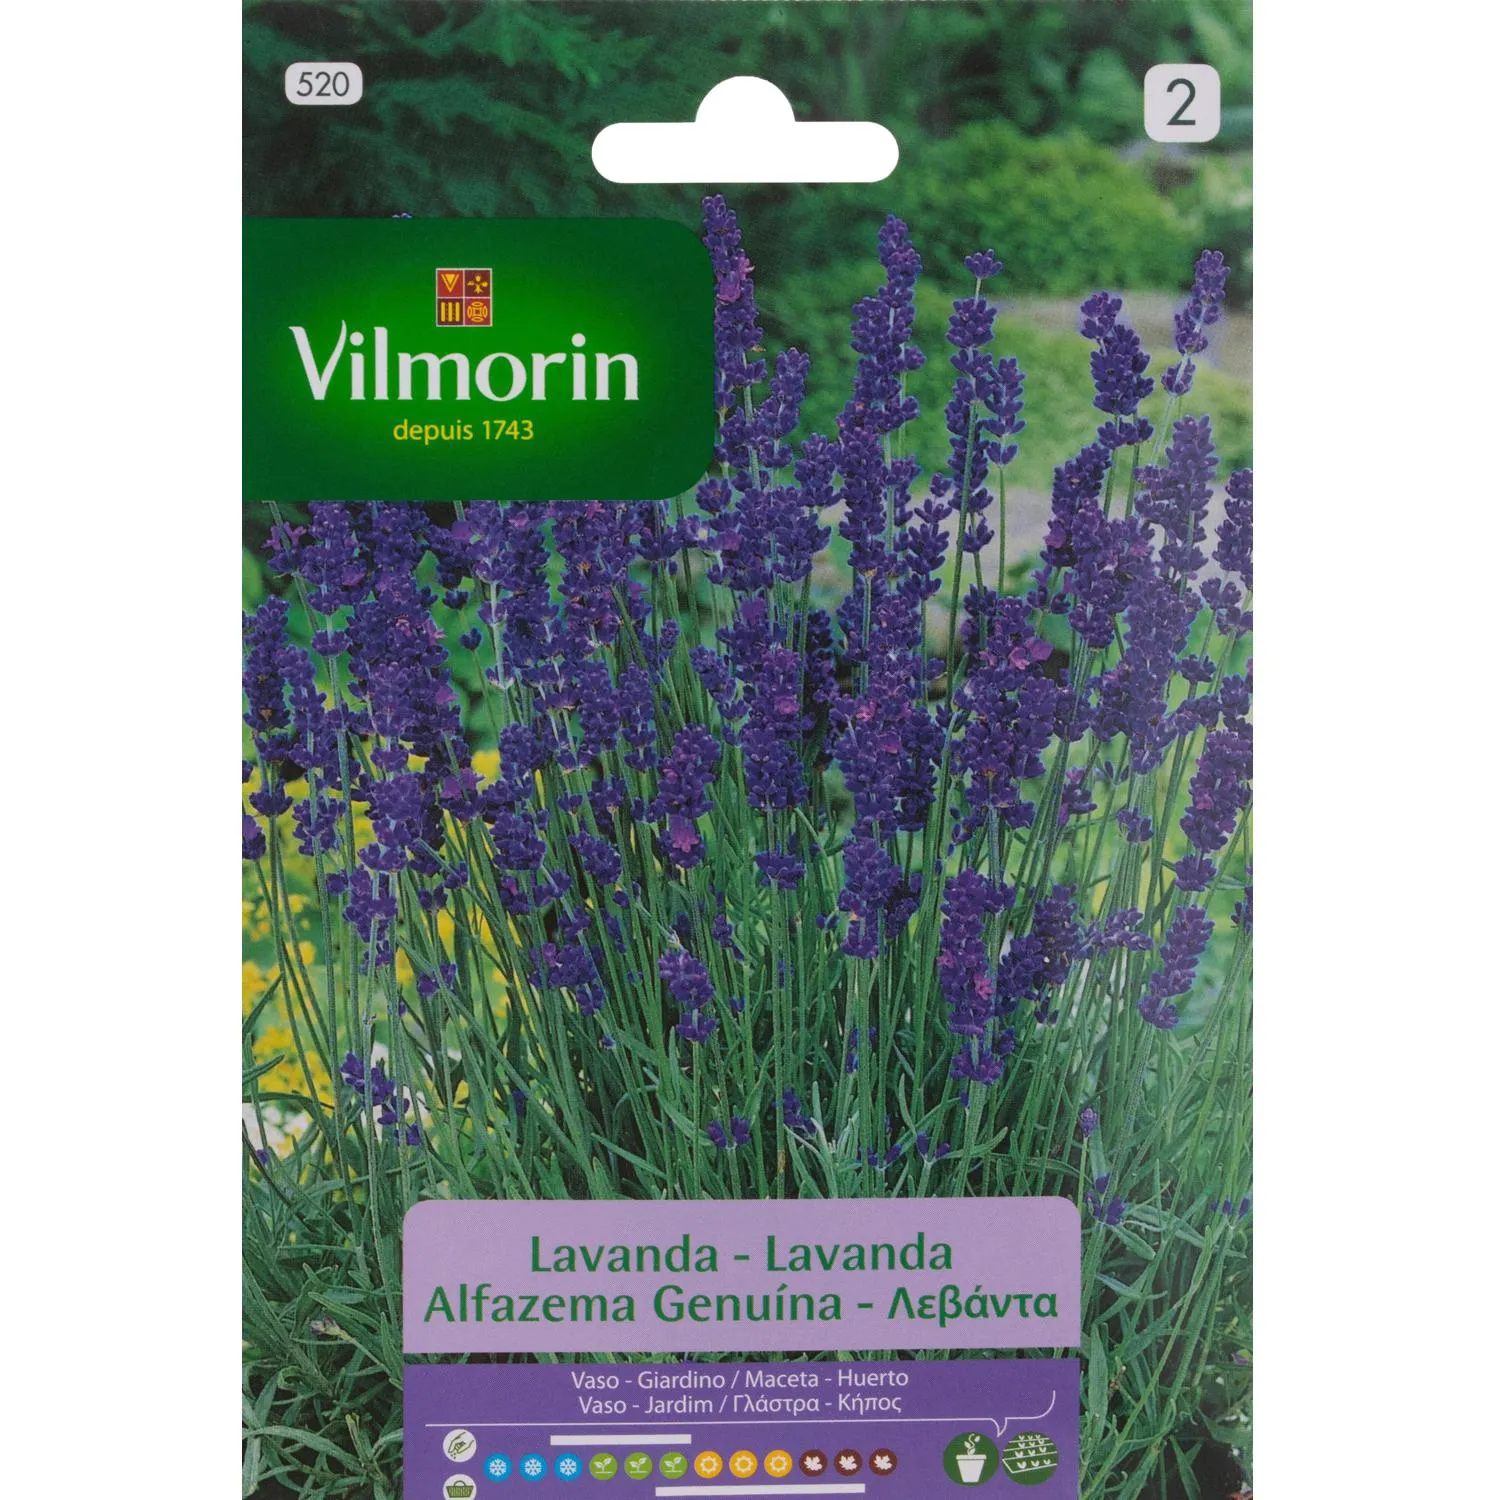 520
2
Vilmorin
depuis 1743
Lavanda - Lavanda
Alfazema Genuína - Λεβάντα
Vaso - Giardino / Maceta - Huerto
Vaso - Jardim / Γλάστρα - Κήπος